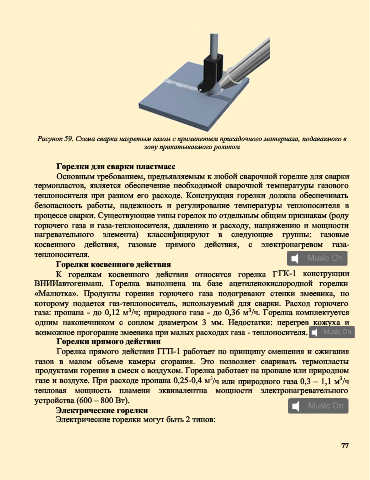 Рисунок 59. Схема сварки нагретым газом с применением присадочного материала, подаваемого в
зону прикатывающего роликом
Горелки для сварки пластмасс
Основным требованием, предъявляемым к любой сварочной горелке для сварки
термопластов, является обеспечение необходимой сварочной температуры газового
теплоносителя при разном его расходе. Конструкция горелки должна обеспечивать
безопасность работы, надежность и регулирование температуры теплоносителя в
процессе сварки. Существующие типы горелок по отдельным общим признакам (роду
горючего газа и газа-теплоносителя, давлению и расходу, напряжению и мощности
нагревательного элемента) классифицируют в следующие группы: газовые
косвенного действия, газовые прямого действия, с электронагревом газа-
теплоносителя.
Music On
Горелки косвенного действия
К горелкам косвенного действия относится горелка ГГК-1 конструкции
ВНИИавтогенмаш. Горелка выполнена на базе ацетиленокислородной горелки
«Малютка». Продукты горения горючего газа подогревают стенки змеевика, по
которому подается газ-теплоноситель, используемый для сварки. Расход горючего
газа: пропана - до 0,12 м³/ч; природного газа - до 0,36 м³/ч. Горелка комплектуется
одним наконечником с соплом диаметром 3 мм. Недостатки: перегрев кожуха и
возможное прогорание змеевика при малых расходах газа - теплоносителя.
Music On
Горелки прямого действия
Горелка прямого действия ГГП-1 работает по принципу смешения и сжигания
газов в малом объеме камеры сгорания. Это позволяет сваривать термопласты
продуктами горения в смеси с воздухом. Горелка работает на пропане или природном
газе и воздухе. При расходе пропана 0,25-0,4 м³/ч или природного газа 0,3 – 1,1 м³/ч
тепловая мощность пламени эквивалентна мощности электронагревательного
устройства (600 – 800 Вт).
Music On
Электрические горелки
Электрические горелки могут быть 2 типов:
77